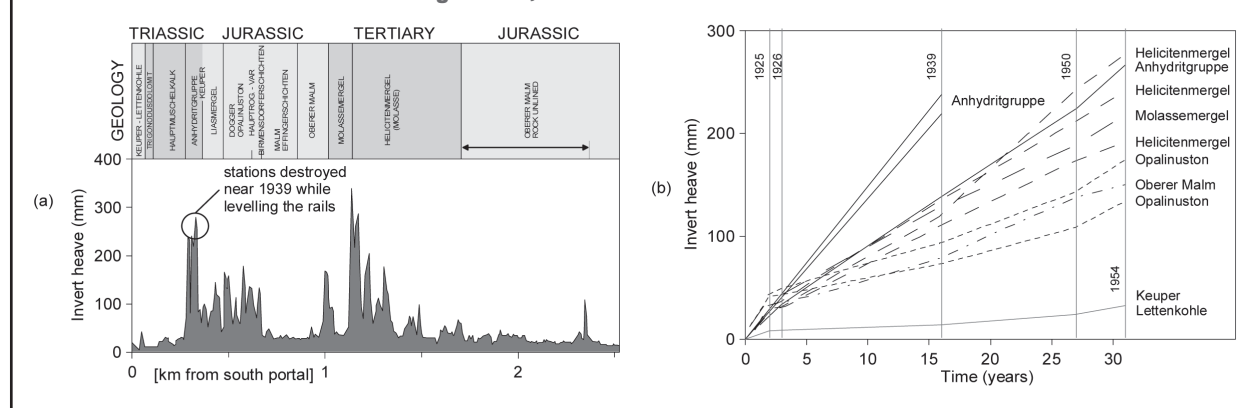 TRIASSIC JURASSIC TERTIARY JURASSIC
GEOLOGY
KEUPER - LETTENKOHLE
TRIGONODUSDOLOMIT
HAUPTMUSCHELKALK
ANHYDRITGRUPPE
KEUPER
LIASMERGEL
DOGGER
OPALINUSTON
HAUPTROG. - VAR
BIRMENSDORFERSCHICHTEN
MALM
EFFINGERSCHICHTEN
OBERER MALM
MOLASSEMERGEL
HELICITENMERGEL
(MOLASSE)
OBERER MALM
ROCK UNLINED
(a)
Invert heave (mm)
400
300
200
100
0
stations destroyed
near 1939 while
levelling the rails
0 [km from south portal] 1 2
(b)
Invert heave (mm)
300
200
100
0
1925
1926
1939
1950
1954
Anhydritgruppe
Helicitenmergel
Anhydritgruppe
Helicitenmergel
Molassemergel
Helicitenmergel
Opalinuston
Oberer Malm
Opalinuston
Keuper
Lettenkohle
0 5 10 15 20 25 30
Time (years)